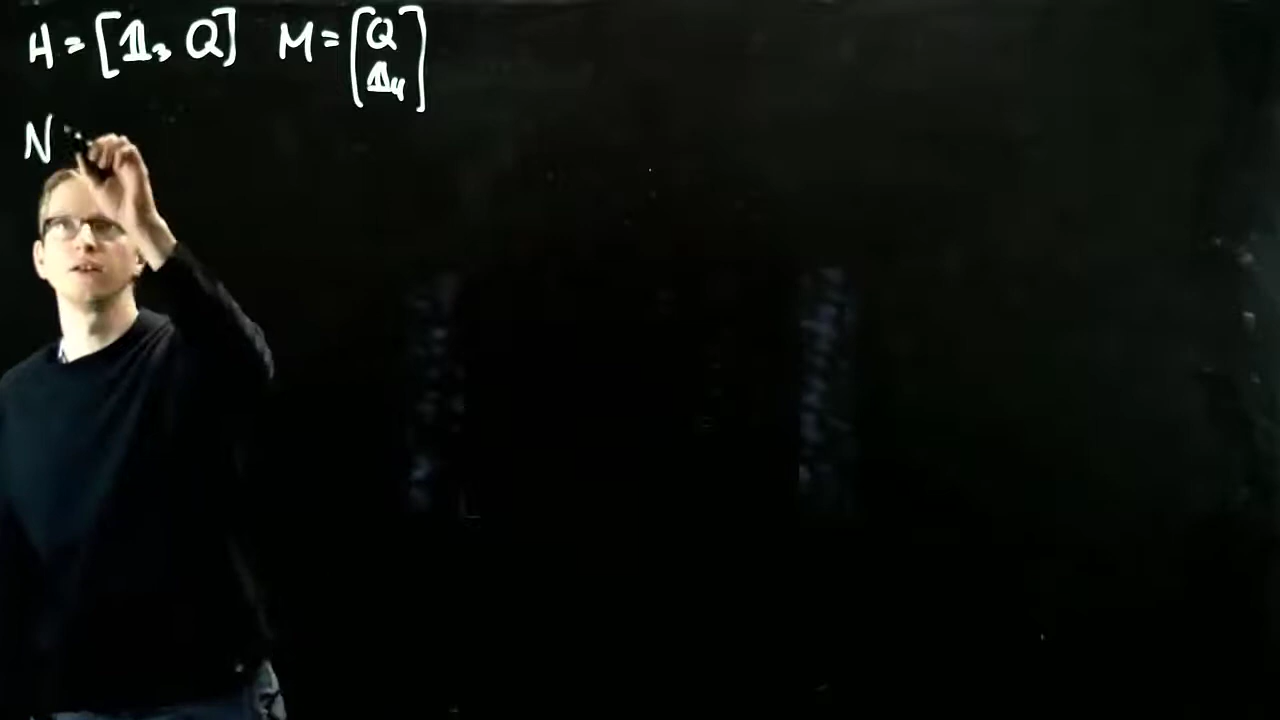 H = [𝟙₃ Q] M = [Q
𝟙₄]
N